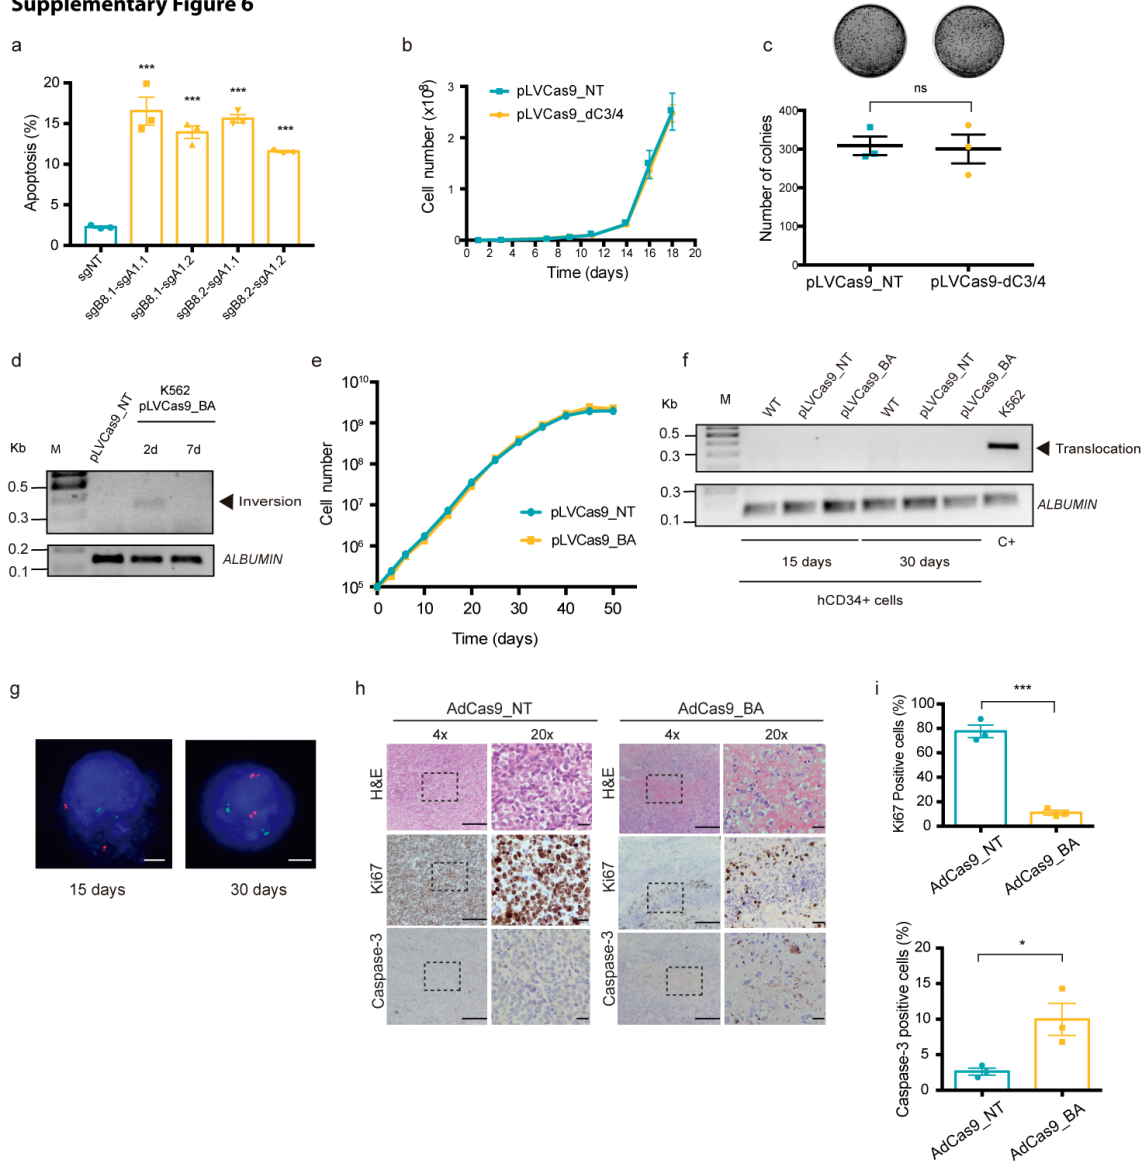 Supplementary Figure 6
a
Apoptosis (%)
20
15
10
5
0
***
***
***
***
sgNT
sgB8.1-sgA1.1
sgB8.1-sgA1.2
sgB8.2-sgA1.1
sgB8.2-sgA1.2
b
Cell number (x10⁸)
3
2
1
0
pLVCas9_NT
pLVCas9_dC3/4
0 2 4 6 8 10 12 14 16 18 20
Time (days)
c
ns
Number of colnies
400
300
200
100
0
pLVCas9_NT
pLVCas9-dC3/4
d
K562
pLVCas9_BA
pLVCas9_NT
Kb
M
2d
7d
0.5
0.3
Inversion
0.2
0.1
ALBUMIN
e
Cell number
10¹⁰
10⁹
10⁸
10⁷
10⁶
10⁵
pLVCas9_NT
pLVCas9_BA
0 10 20 30 40 50
Time (days)
f
Kb
M
WT
pLVCas9_NT
pLVCas9_BA
WT
pLVCas9_NT
pLVCas9_BA
K562
0.5
0.3
Translocation
0.3
0.1
ALBUMIN
C+
15 days
30 days
hCD34+ cells
g
15 days
30 days
h
AdCas9_NT
AdCas9_BA
4x
20x
4x
20x
H&E
H&E
Ki67
Ki67
Caspase-3
Caspase-3
i
Ki67 Positive cells (%)
100
80
60
40
20
0
***
AdCas9_NT
AdCas9_BA
Caspase-3 positive cells (%)
20
15
10
5
0
*
AdCas9_NT
AdCas9_BA